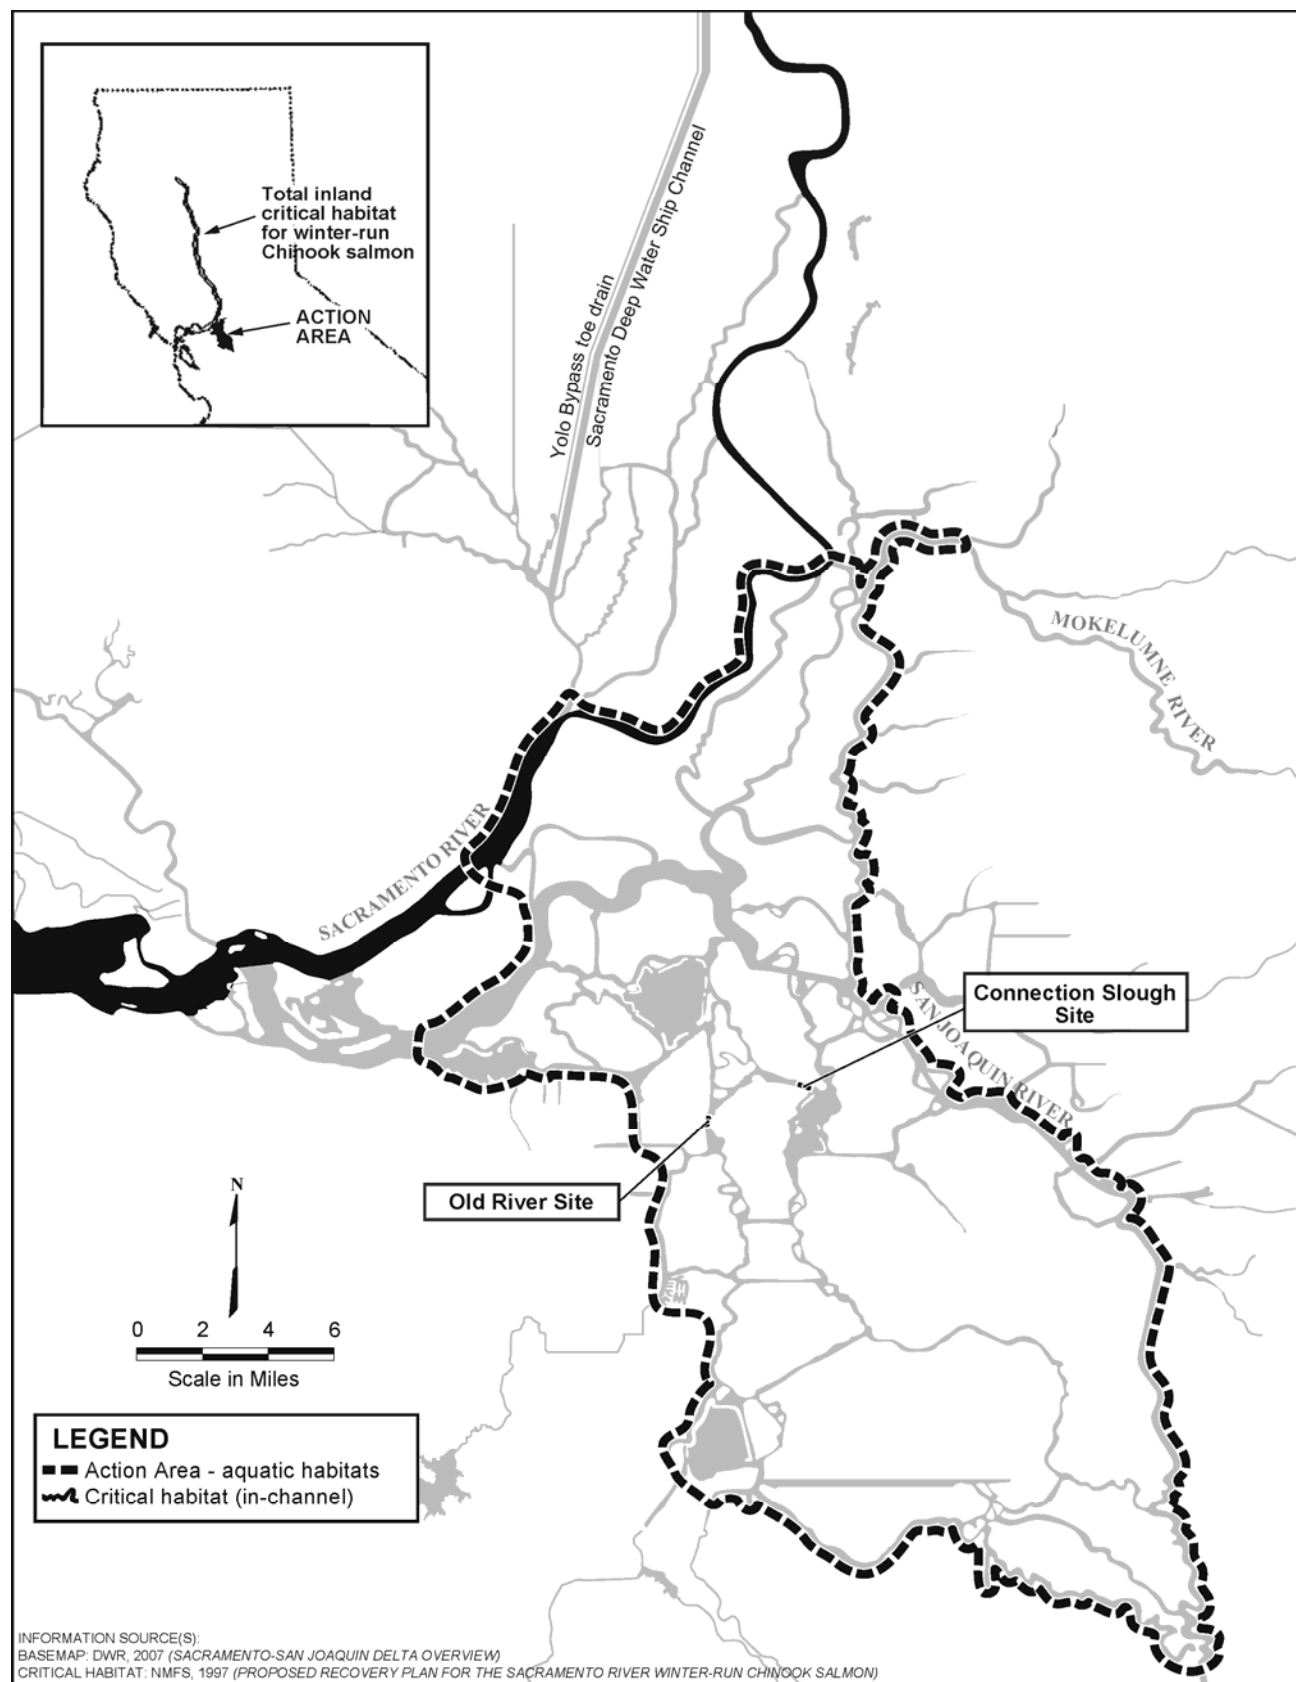 Total inland
critical habitat
for winter-run
Chinook salmon
ACTION
AREA
Yolo Bypass toe drain
Sacramento Deep Water Ship Channel
MOKELUMNE RIVER
SACRAMENTO RIVER
SAN JOAQUIN RIVER
Connection Slough
Site
Old River Site
N
0 2 4 6
Scale in Miles
LEGEND
Action Area - aquatic habitats
Critical habitat (in-channel)
INFORMATION SOURCE(S):
BASEMAP: DWR, 2007 (SACRAMENTO-SAN JOAQUIN DELTA OVERVIEW)
CRITICAL HABITAT: NMFS, 1997 (PROPOSED RECOVERY PLAN FOR THE SACRAMENTO RIVER WINTER-RUN CHINOOK SALMON)